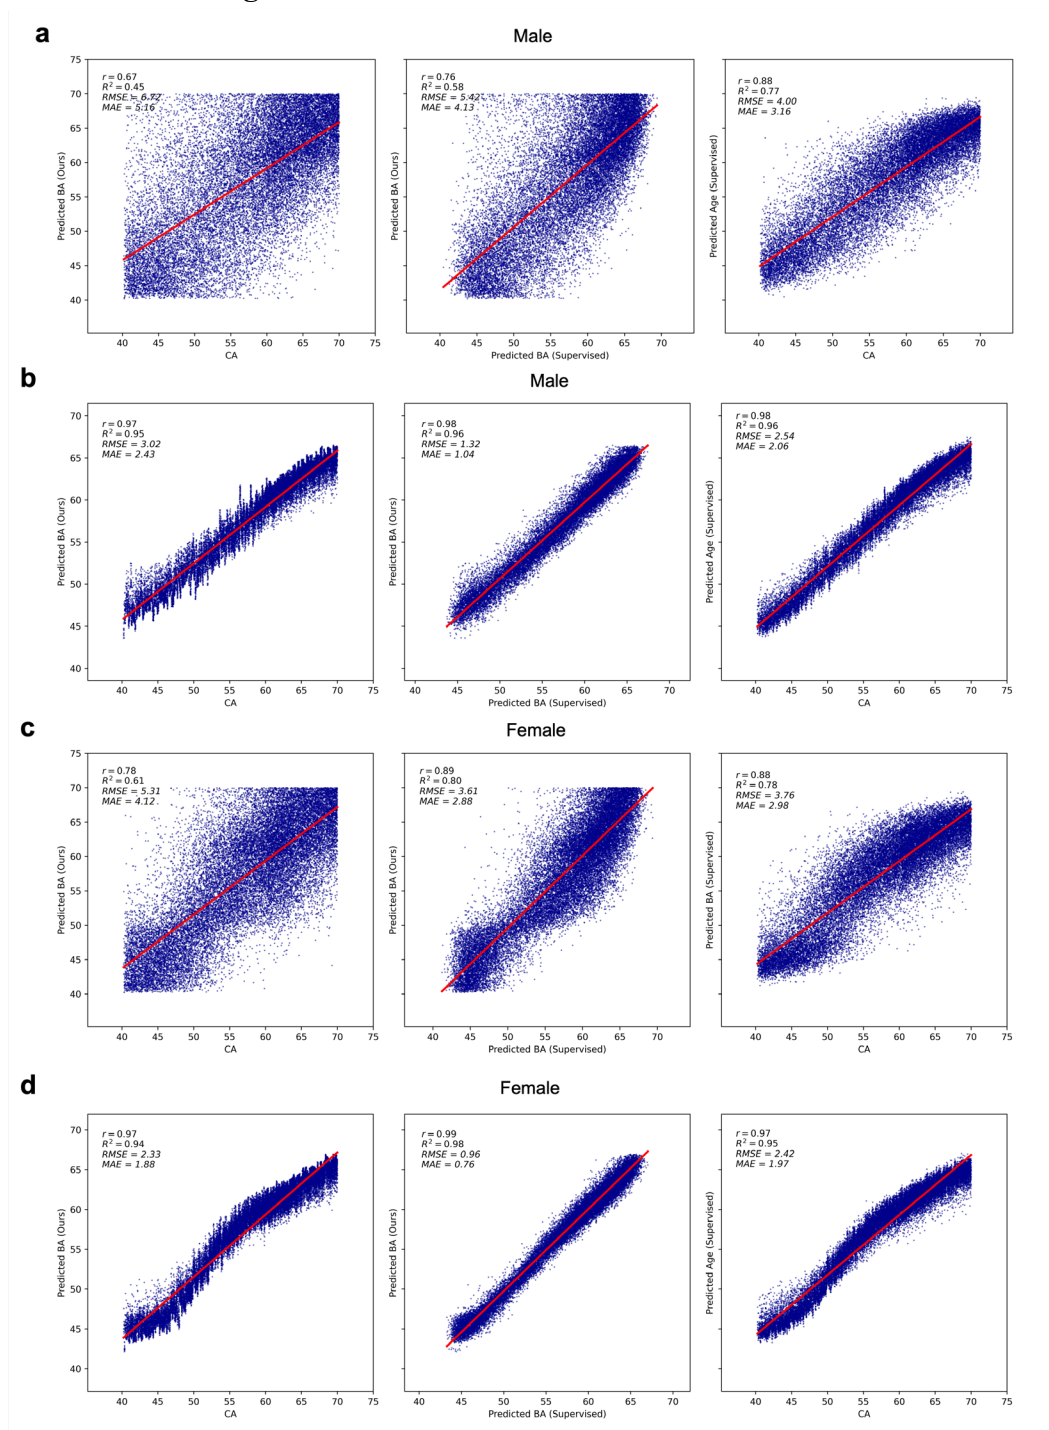 a
Male
r = 0.67
R² = 0.45
RMSE = 6.72
MAE = 5.16
75
70
65
60
55
50
45
40
Predicted BA (Ours)
40 45 50 55 60 65 70 75
CA
r = 0.76
R² = 0.58
RMSE = 5.42
MAE = 4.13
Predicted BA (Ours)
40 45 50 55 60 65 70
Predicted BA (Supervised)
r = 0.88
R² = 0.77
RMSE = 4.00
MAE = 3.16
Predicted Age (Supervised)
40 45 50 55 60 65 70
CA
b
Male
r = 0.97
R² = 0.95
RMSE = 3.02
MAE = 2.43
70
65
60
55
50
45
40
Predicted BA (Ours)
40 45 50 55 60 65 70 75
CA
r = 0.98
R² = 0.96
RMSE = 1.32
MAE = 1.04
Predicted BA (Ours)
40 45 50 55 60 65 70
Predicted BA (Supervised)
r = 0.98
R² = 0.96
RMSE = 2.54
MAE = 2.06
Predicted Age (Supervised)
40 45 50 55 60 65 70 75
CA
c
Female
r = 0.78
R² = 0.61
RMSE = 5.31
MAE = 4.12
75
70
65
60
55
50
45
40
Predicted BA (Ours)
40 45 50 55 60 65 70 75
CA
r = 0.89
R² = 0.80
RMSE = 3.61
MAE = 2.88
Predicted BA (Ours)
40 45 50 55 60 65 70
Predicted BA (Supervised)
r = 0.88
R² = 0.78
RMSE = 3.76
MAE = 2.98
Predicted BA (Supervised)
40 45 50 55 60 65 70 75
CA
d
Female
r = 0.97
R² = 0.94
RMSE = 2.33
MAE = 1.88
70
65
60
55
50
45
40
Predicted BA (Ours)
40 45 50 55 60 65 70 75
CA
r = 0.99
R² = 0.98
RMSE = 0.96
MAE = 0.76
Predicted BA (Ours)
40 45 50 55 60 65 70
Predicted BA (Supervised)
r = 0.97
R² = 0.95
RMSE = 2.42
MAE = 1.97
Predicted Age (Supervised)
40 45 50 55 60 65 70 75
CA